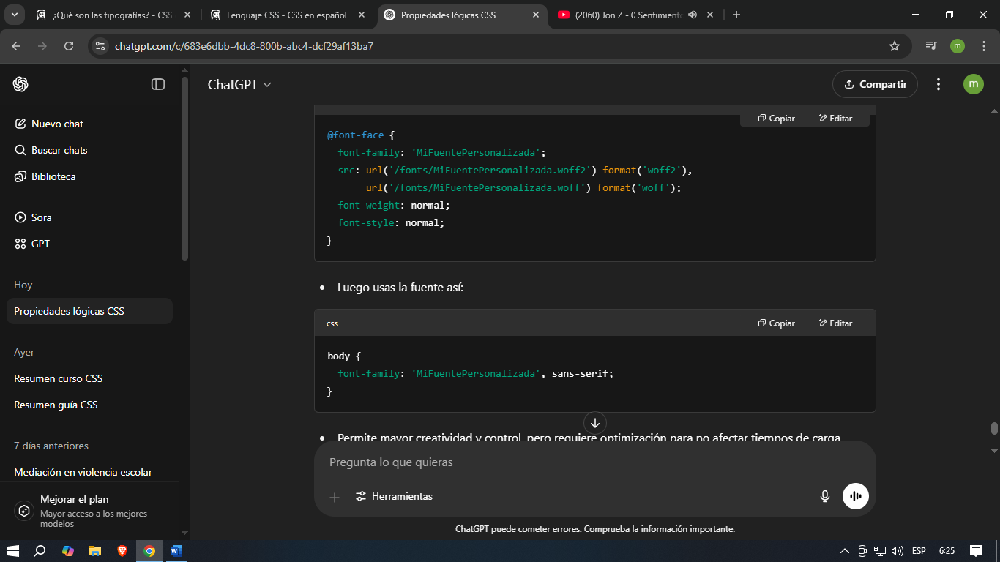 ¿Qué son las tipografías? - CSS
Lenguaje CSS - CSS en español
Propiedades lógicas CSS
(2060) Jon Z - 0 Sentimiento
chatgpt.com/c/683e6dbb-4dc8-800b-abc4-dcf29af13ba7
m
ChatGPT
Compartir
m
Nuevo chat
Buscar chats
Biblioteca
Sora
GPT
Hoy
Propiedades lógicas CSS
Ayer
Resumen curso CSS
Resumen guía CSS
7 días anteriores
Mediación en violencia escolar
Mejorar el plan
Mayor acceso a los mejores
modelos
Copiar
Editar
@font-face {
font-family: 'MiFuentePersonalizada';
src: url('/fonts/MiFuentePersonalizada.woff2') format('woff2'),
url('/fonts/MiFuentePersonalizada.woff') format('woff');
font-weight: normal;
font-style: normal;
}
• Luego usas la fuente así:
css
Copiar
Editar
body {
font-family: 'MiFuentePersonalizada', sans-serif;
}
• Permite mayor creatividad y control, pero requiere optimización para no afectar tiempos de carga
Pregunta lo que quieras
Herramientas
ChatGPT puede cometer errores. Comprueba la información importante.
ESP
6:25